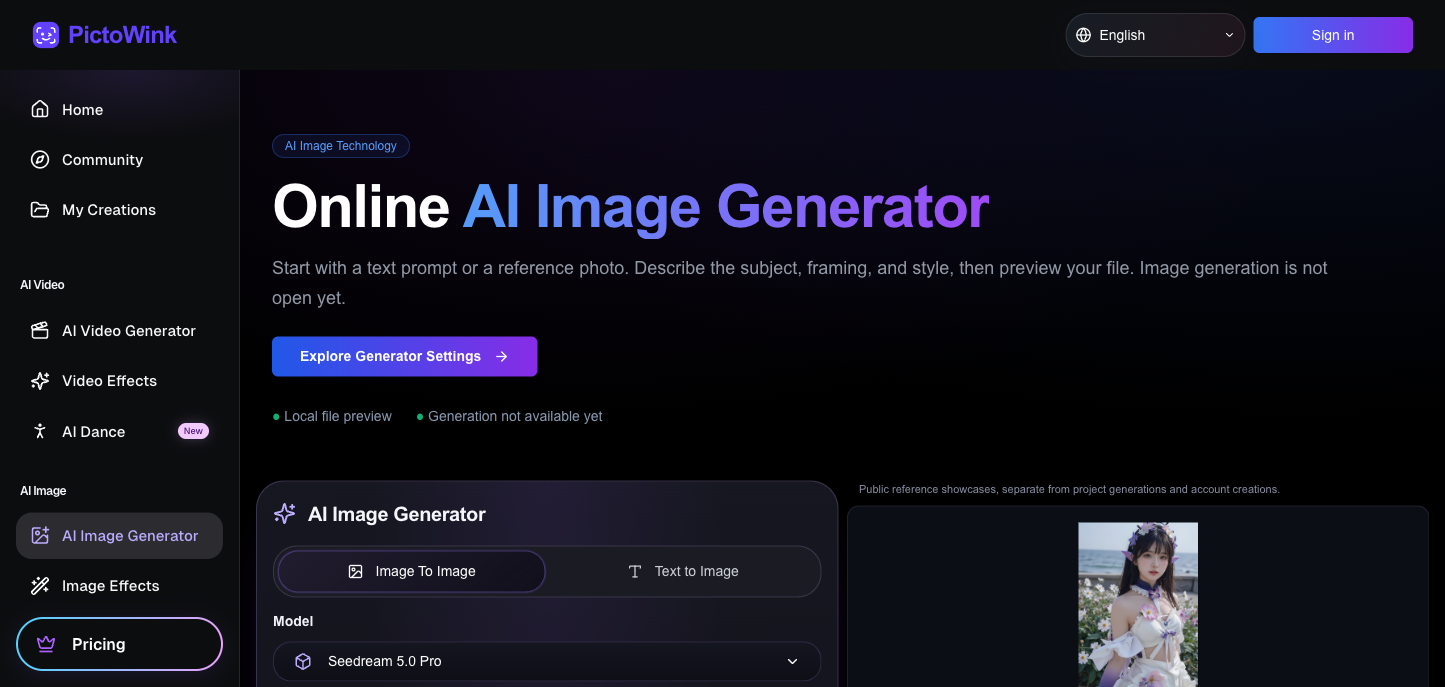 PictoWink
English
Sign in
Home
Community
My Creations
AI Video
AI Video Generator
Video Effects
AI Dance
New
AI Image
AI Image Generator
Image Effects
Pricing
AI Image Technology
Online AI Image Generator
Start with a text prompt or a reference photo. Describe the subject, framing, and style, then preview your file. Image generation is not
open yet.
Explore Generator Settings
Local file preview
Generation not available yet
AI Image Generator
Image To Image
Text to Image
Model
Seedream 5.0 Pro
Public reference showcases, separate from project generations and account creations.